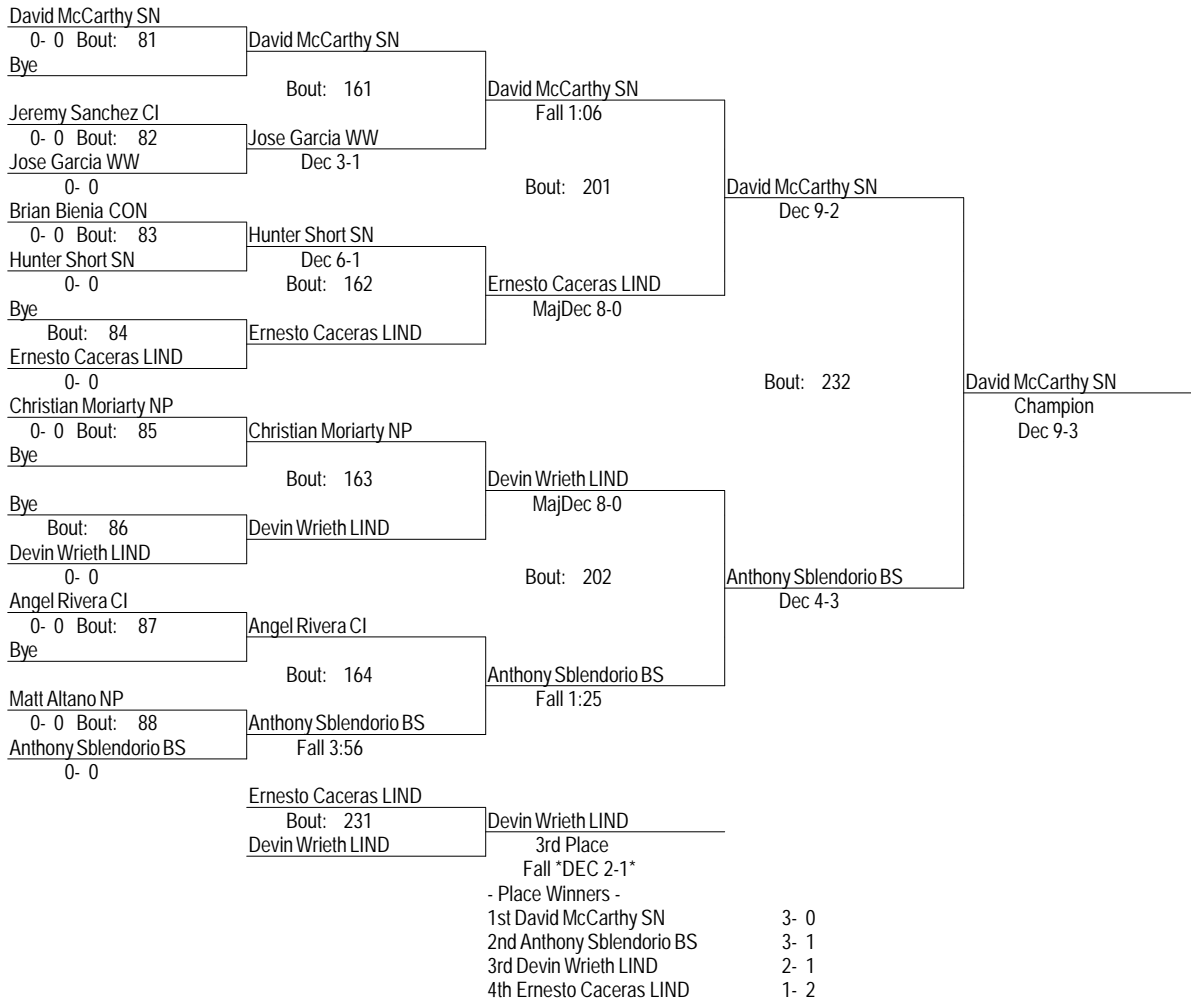 David McCarthy SN
0- 0 Bout: 81
David McCarthy SN
Bye
Bout: 161
David McCarthy SN
Jeremy Sanchez CI
Fall 1:06
0- 0 Bout: 82
Jose Garcia WW
Jose Garcia WW
Dec 3-1
0- 0
Bout: 201
David McCarthy SN
Brian Bienia CON
Dec 9-2
0- 0 Bout: 83
Hunter Short SN
Hunter Short SN
Dec 6-1
0- 0
Bout: 162
Ernesto Caceras LIND
Bye
MajDec 8-0
Bout: 84
Ernesto Caceras LIND
Ernesto Caceras LIND
0- 0
Bout: 232
David McCarthy SN
Christian Moriarty NP
Champion
0- 0 Bout: 85
Christian Moriarty NP
Dec 9-3
Bye
Bout: 163
Devin Wrieth LIND
Bye
MajDec 8-0
Bout: 86
Devin Wrieth LIND
Devin Wrieth LIND
0- 0
Bout: 202
Anthony Sblendorio BS
Angel Rivera CI
Dec 4-3
0- 0 Bout: 87
Angel Rivera CI
Bye
Bout: 164
Anthony Sblendorio BS
Matt Altano NP
Fall 1:25
0- 0 Bout: 88
Anthony Sblendorio BS
Anthony Sblendorio BS
Fall 3:56
0- 0
Ernesto Caceras LIND
Bout: 231
Devin Wrieth LIND
Devin Wrieth LIND
3rd Place
Fall *DEC 2-1*
- Place Winners -
1st David McCarthy SN 3- 0
2nd Anthony Sblendorio BS 3- 1
3rd Devin Wrieth LIND 2- 1
4th Ernesto Caceras LIND 1- 2